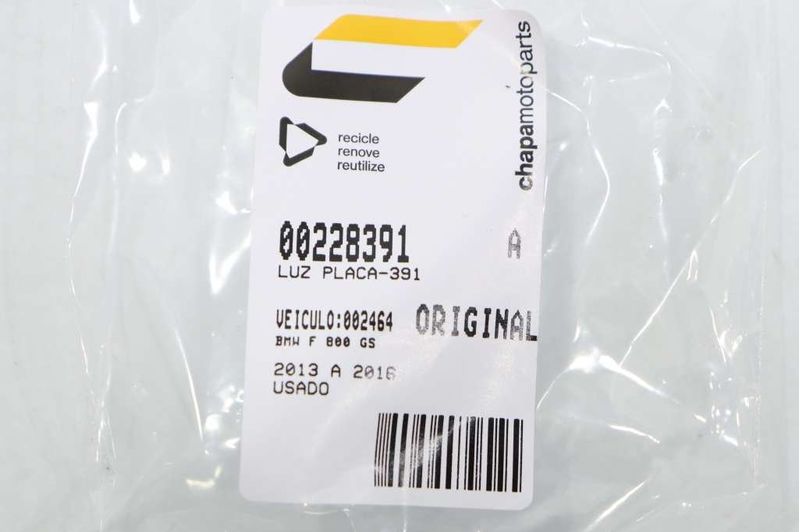 chapamotoparts
recicle
renove
reutilize
00228391 A
LUZ PLACA-391
VEICULO:002464 ORIGINAL
BMW F 800 GS
2013 A 2016
USADO